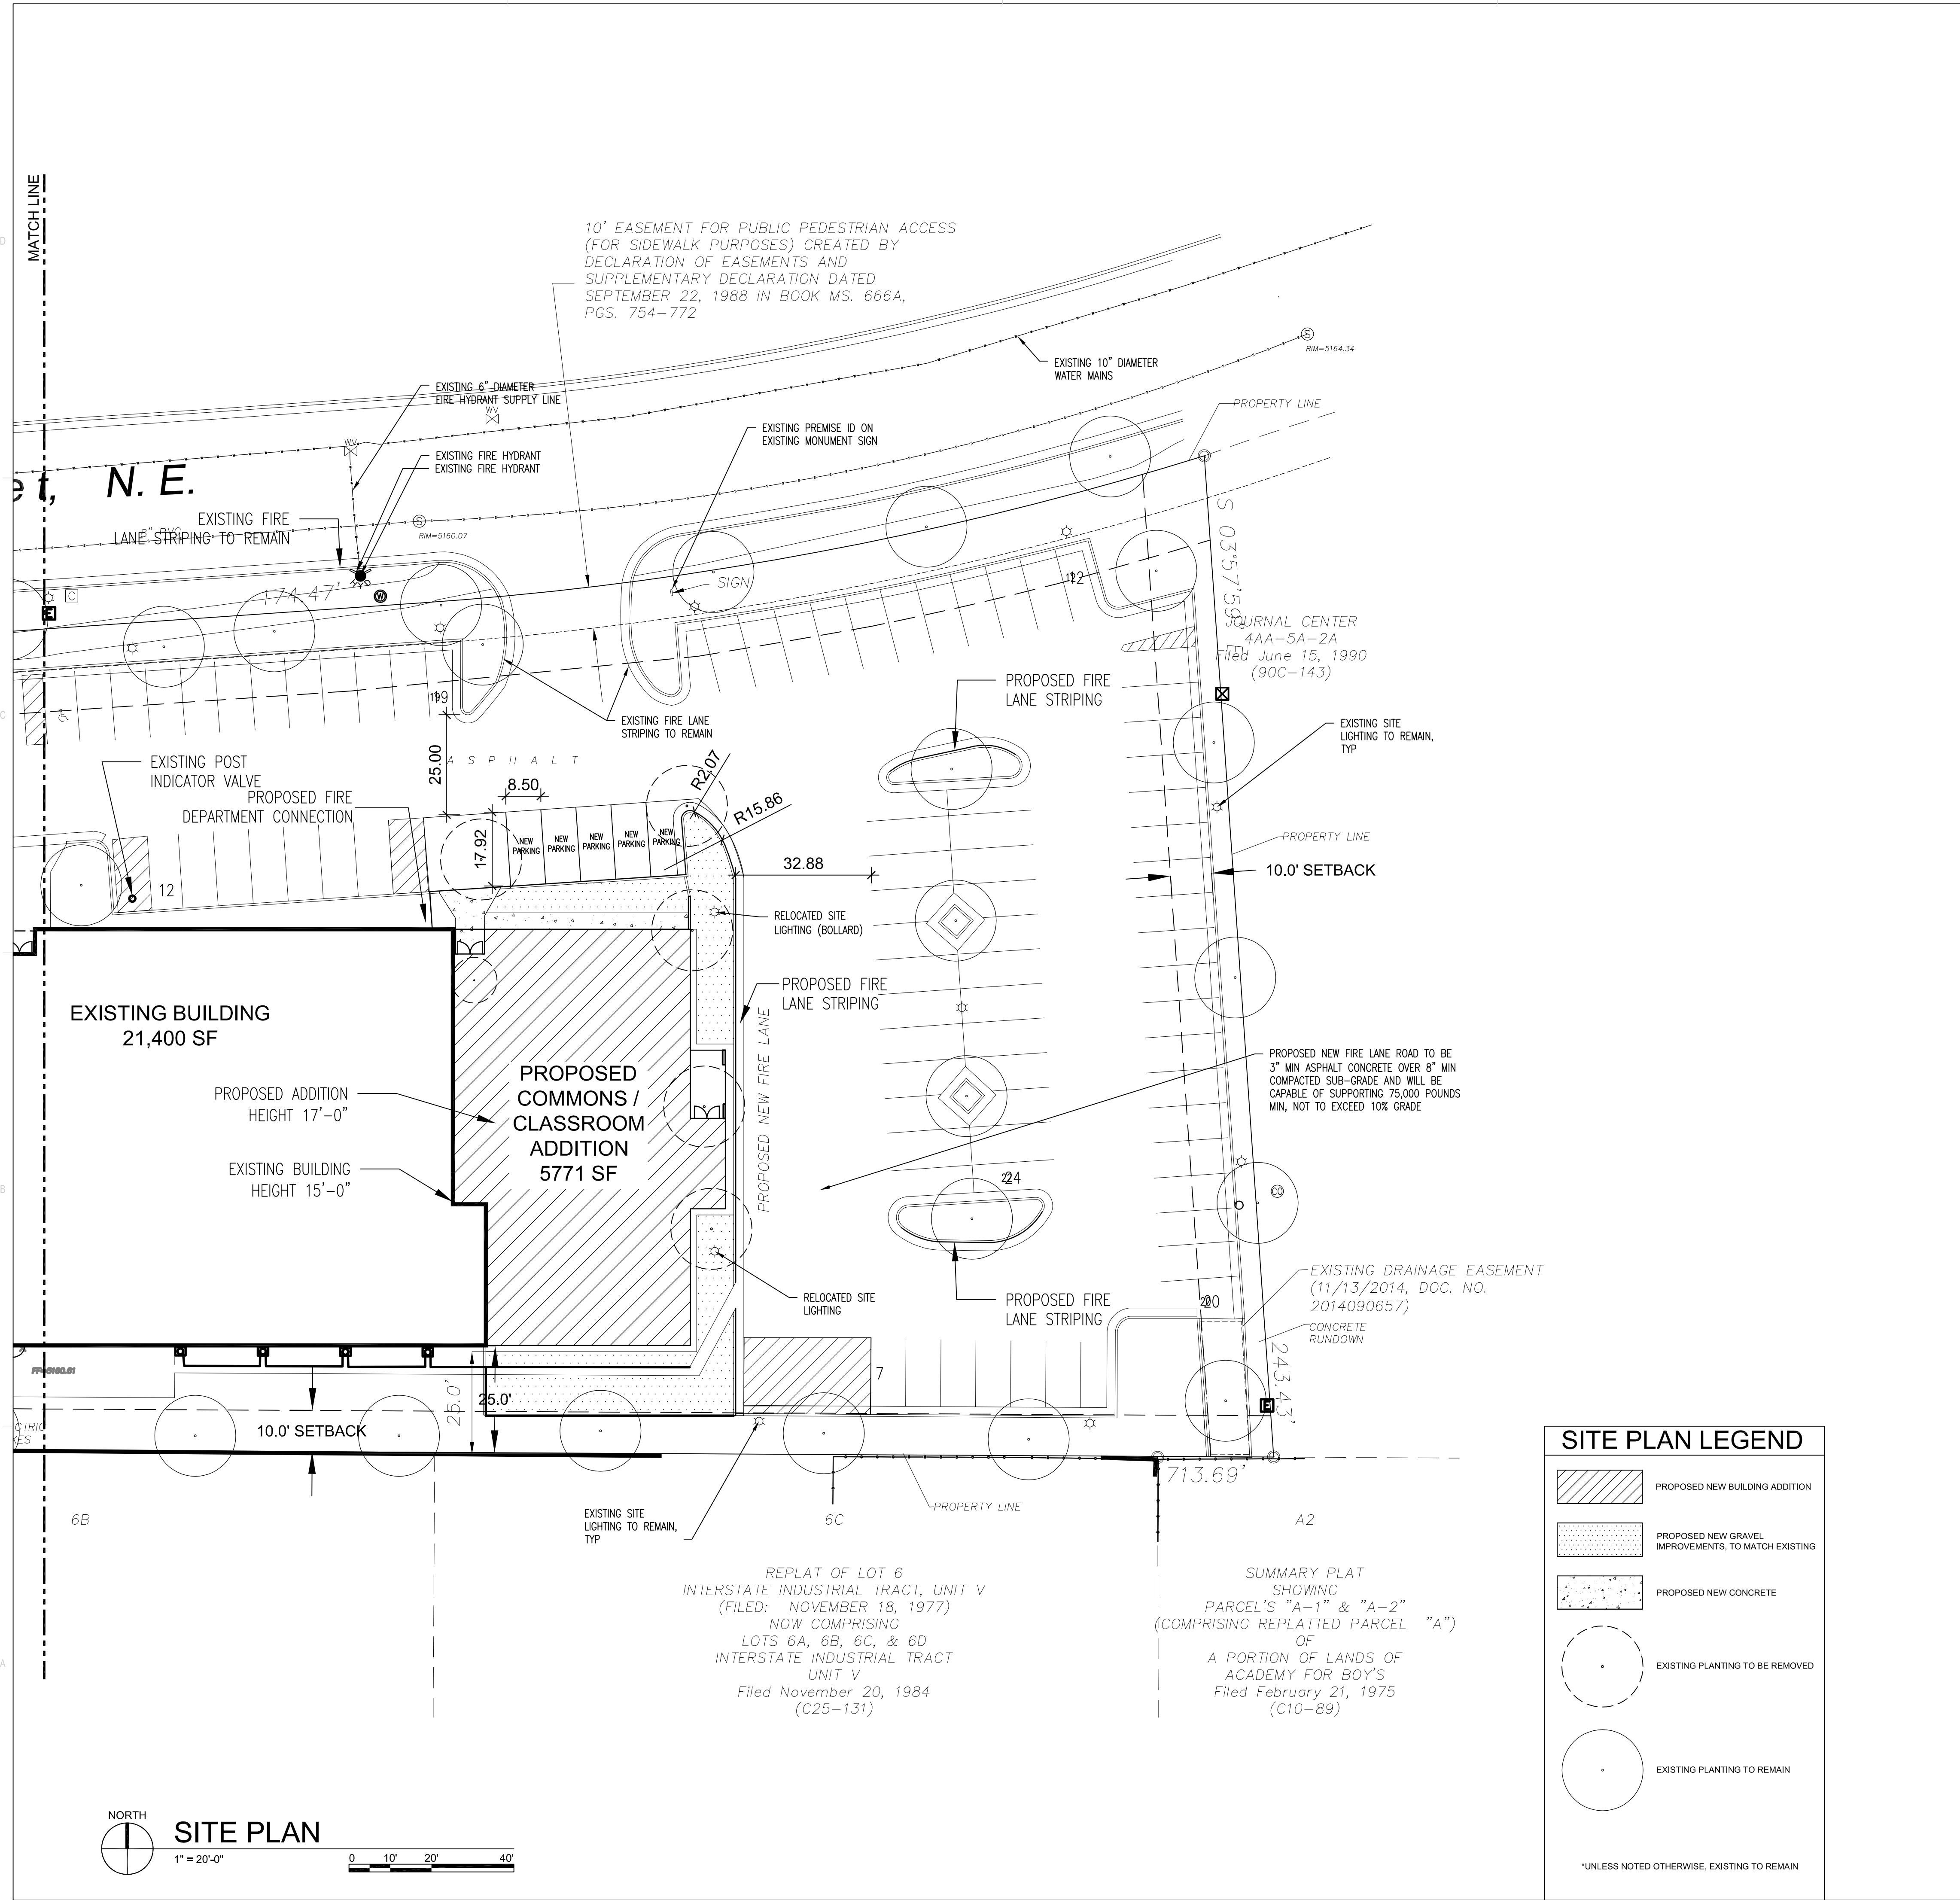 MATCH LINE
10' EASEMENT FOR PUBLIC PEDESTRIAN ACCESS
(FOR SIDEWALK PURPOSES) CREATED BY
DECLARATION OF EASEMENTS AND
SUPPLEMENTARY DECLARATION DATED
SEPTEMBER 22, 1988 IN BOOK MS. 666A,
PGS. 754-772
D
S
RIM=5164.34
EXISTING 10" DIAMETER
WATER MAINS
EXISTING 6" DIAMETER
FIRE HYDRANT SUPPLY LINE
WV
PROPERTY LINE
EXISTING PREMISE ID ON
EXISTING MONUMENT SIGN
WV
EXISTING FIRE HYDRANT
EXISTING FIRE HYDRANT
et, N. E.
EXISTING FIRE
LANE STRIPING TO REMAIN
S
RIM=5160.07
HYD
174.47'
W
C
E
SIGN
12
S 03°57'59" E
JOURNAL CENTER
4AA-5A-2A
Filed June 15, 1990
(90C-143)
PROPOSED FIRE
LANE STRIPING
19
C
EXISTING FIRE LANE
STRIPING TO REMAIN
EXISTING SITE
LIGHTING TO REMAIN,
TYP
25.00
ASPHALT
EXISTING POST
INDICATOR VALVE
PROPOSED FIRE
DEPARTMENT CONNECTION
8.50
R2.07
R15.86
17.92
NEW
PARKING
NEW
PARKING
NEW
PARKING
NEW
PARKING
NEW
PARKING
PROPERTY LINE
32.88
10.0' SETBACK
12
RELOCATED SITE
LIGHTING (BOLLARD)
PROPOSED FIRE
LANE STRIPING
EXISTING BUILDING
21,400 SF
PROPOSED NEW FIRE LANE
PROPOSED
COMMONS /
CLASSROOM
ADDITION
5771 SF
PROPOSED ADDITION
HEIGHT 17'-0"
EXISTING BUILDING
HEIGHT 15'-0"
PROPOSED NEW FIRE LANE ROAD TO BE
3" MIN ASPHALT CONCRETE OVER 8" MIN
COMPACTED SUB-GRADE AND WILL BE
CAPABLE OF SUPPORTING 75,000 POUNDS
MIN, NOT TO EXCEED 10% GRADE
24
B
CO
RELOCATED SITE
LIGHTING
PROPOSED FIRE
LANE STRIPING
20
EXISTING DRAINAGE EASEMENT
(11/13/2014, DOC. NO.
2014090657)
CONCRETE
RUNDOWN
FF=5160.61
7
243.43'
25.0'
25.0'
10.0' SETBACK
E
CTRIC
713.69'
PROPERTY LINE
EXISTING SITE
LIGHTING TO REMAIN,
TYP
6B
6C
A2
REPLAT OF LOT 6
INTERSTATE INDUSTRIAL TRACT, UNIT V
(FILED: NOVEMBER 18, 1977)
NOW COMPRISING
LOTS 6A, 6B, 6C, & 6D
INTERSTATE INDUSTRIAL TRACT
UNIT V
Filed November 20, 1984
(C25-131)
SUMMARY PLAT
SHOWING
PARCEL'S "A-1" & "A-2"
(COMPRISING REPLATTED PARCEL "A")
OF
A PORTION OF LANDS OF
ACADEMY FOR BOY'S
Filed February 21, 1975
(C10-89)
A
SITE PLAN LEGEND
PROPOSED NEW BUILDING ADDITION
PROPOSED NEW GRAVEL
IMPROVEMENTS, TO MATCH EXISTING
PROPOSED NEW CONCRETE
EXISTING PLANTING TO BE REMOVED
EXISTING PLANTING TO REMAIN
*UNLESS NOTED OTHERWISE, EXISTING TO REMAIN
NORTH
SITE PLAN
1" = 20'-0"
0 10' 20' 40'